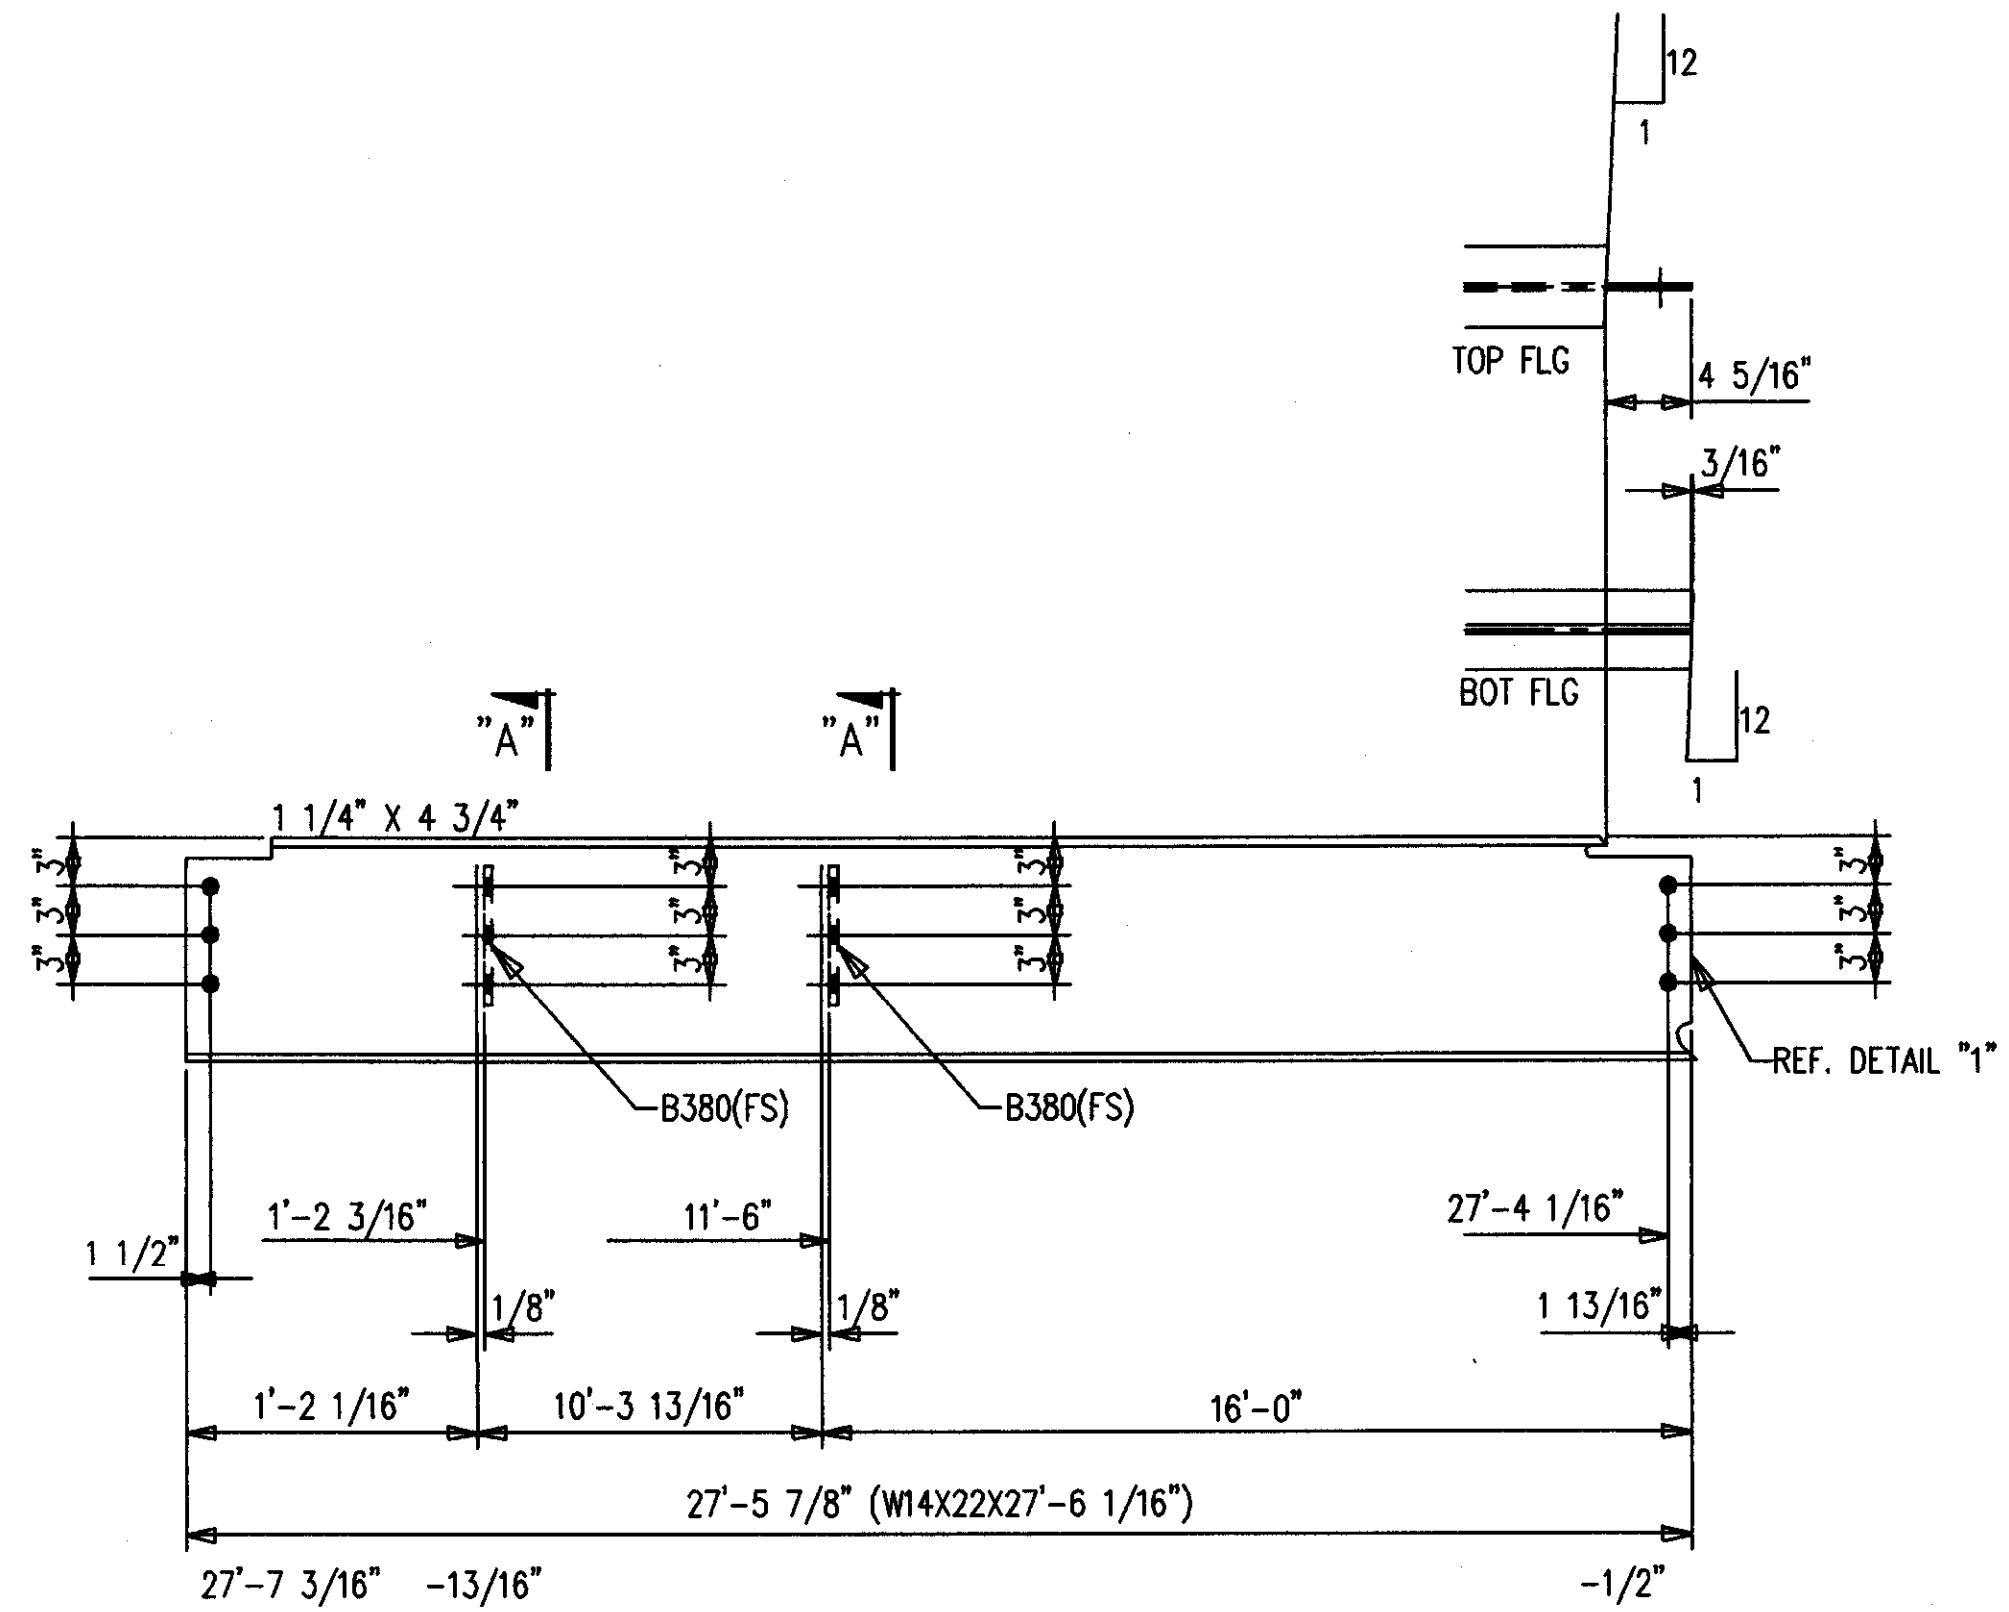 12
1
TOP FLG
4 5/16"
3/16"
BOT FLG
12
1
"A"
"A"
1 1/4" X 4 3/4"
3"
3"
3"
3"
3"
3"
3"
3"
3"
3"
3"
3"
REF. DETAIL "1"
B380(FS)
B380(FS)
1'-2 3/16"
11'-6"
27'-4 1/16"
1 1/2"
1/8"
1/8"
1 13/16"
1'-2 1/16"
10'-3 13/16"
16'-0"
27'-5 7/8" (W14X22X27'-6 1/16")
27'-7 3/16" -13/16"
-1/2"